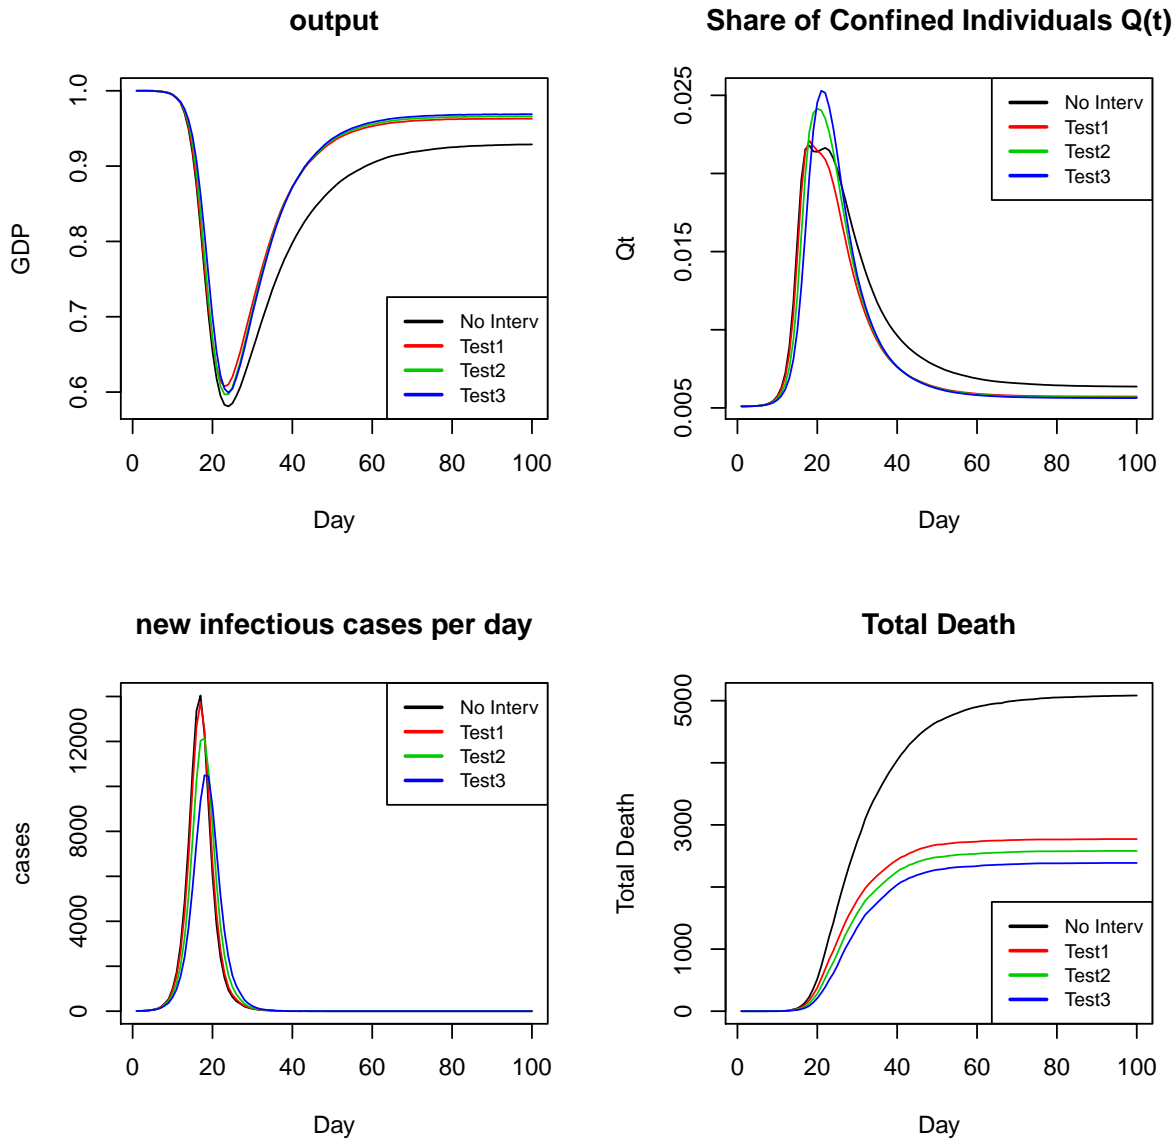 output
GDP
1.0
0.9
0.8
0.7
0.6
No Interv
Test1
Test2
Test3
0 20 40 60 80 100
Day
Share of Confined Individuals Q(t)
Qt
0.025
0.015
0.005
No Interv
Test1
Test2
Test3
0 20 40 60 80 100
Day
new infectious cases per day
cases
12000
8000
4000
0
No Interv
Test1
Test2
Test3
0 20 40 60 80 100
Day
Total Death
Total Death
5000
3000
1000
0
No Interv
Test1
Test2
Test3
0 20 40 60 80 100
Day